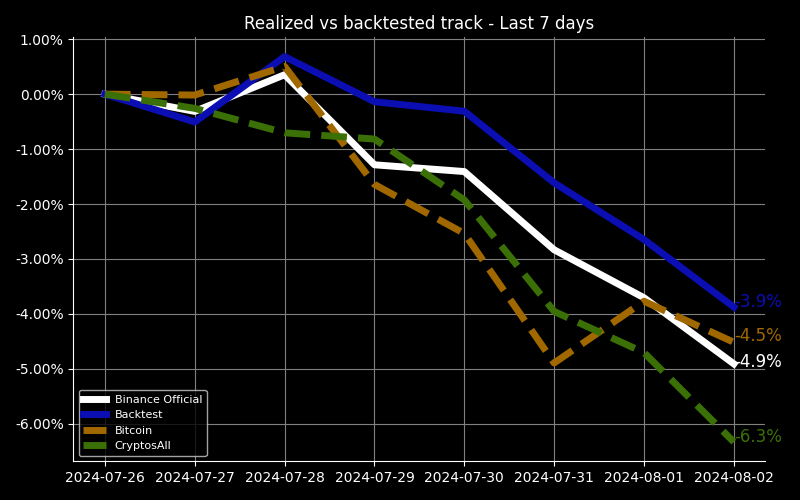 Realized vs backtested track - Last 7 days
1.00%
0.00%
-1.00%
-2.00%
-3.00%
-4.00%
-5.00%
-6.00%
-3.9%
-4.5%
-4.9%
-6.3%
Binance Official
Backtest
Bitcoin
CryptosAll
2024-07-26 2024-07-27 2024-07-28 2024-07-29 2024-07-30 2024-07-31 2024-08-01 2024-08-02